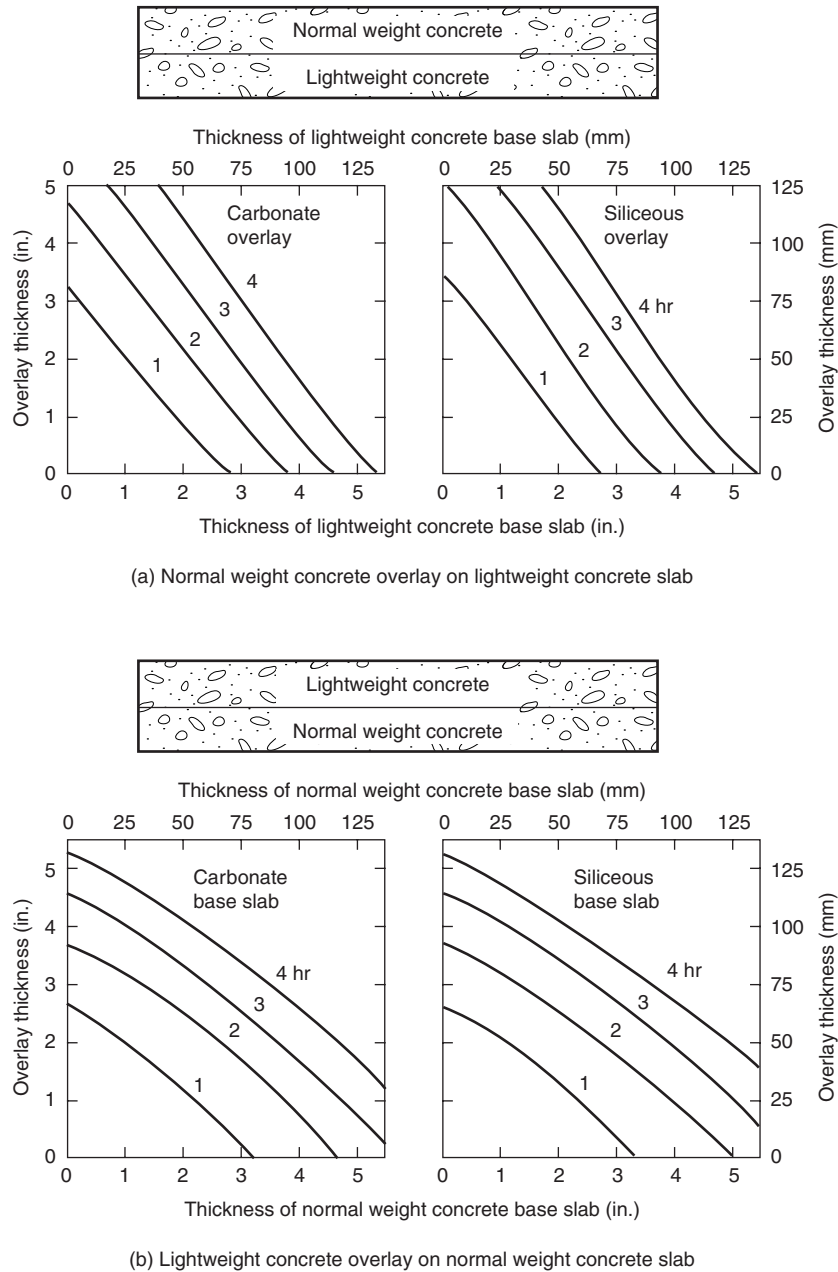 Normal weight concrete
Lightweight concrete
Thickness of lightweight concrete base slab (mm)
0 25 50 75 100 125 0 25 50 75 100 125
5 4 3 2 1 0
Overlay thickness (in.)
Carbonate
overlay
1 2 3 4
0 1 2 3 4 5
Siliceous
overlay
1 2 3 4 hr
0 1 2 3 4 5
125 100 75 50 25 0
Overlay thickness (mm)
Thickness of lightweight concrete base slab (in.)
(a) Normal weight concrete overlay on lightweight concrete slab
Lightweight concrete
Normal weight concrete
Thickness of normal weight concrete base slab (mm)
0 25 50 75 100 125 0 25 50 75 100 125
5 4 3 2 1 0
Overlay thickness (in.)
Carbonate
base slab
4 hr
3
2
1
0 1 2 3 4 5
Siliceous
base slab
4 hr
3
2
1
0 1 2 3 4 5
125 100 75 50 25 0
Overlay thickness (mm)
Thickness of normal weight concrete base slab (in.)
(b) Lightweight concrete overlay on normal weight concrete slab